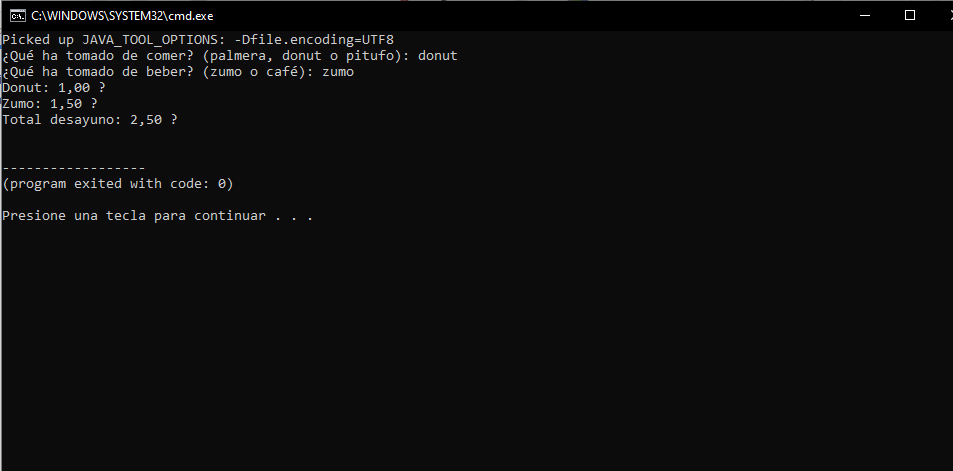 C:\WINDOWS\SYSTEM32\cmd.exe
Picked up JAVA_TOOL_OPTIONS: -Dfile.encoding=UTF8
¿Qué ha tomado de comer? (palmera, donut o pitufo): donut
¿Qué ha tomado de beber? (zumo o café): zumo
Donut: 1,00 ?
Zumo: 1,50 ?
Total desayuno: 2,50 ?
------------------
(program exited with code: 0)
Presione una tecla para continuar . . .